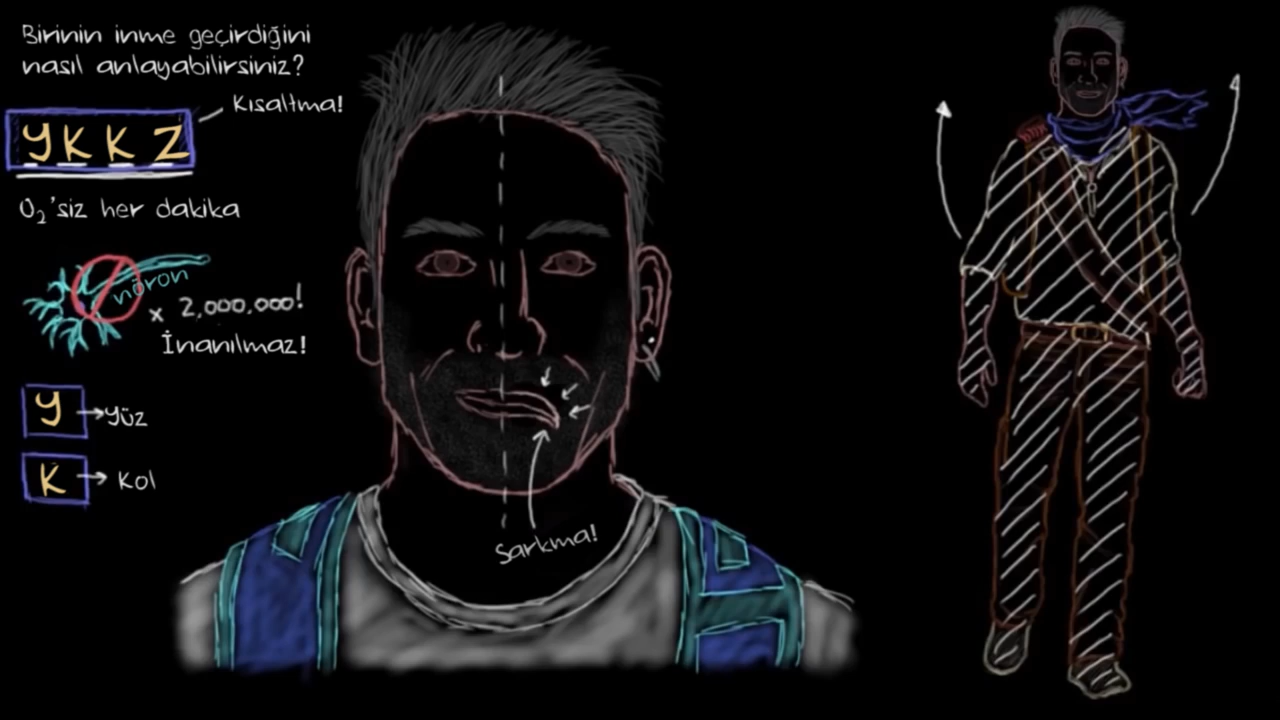 Birinin inme geçirdiğini
nasıl anlayabilirsiniz?
Kısaltma!
YKKZ
O₂'siz her dakika
nöron
x 2,000,000!
İnanılmaz!
Y → Yüz
K → Kol
Sarkma!